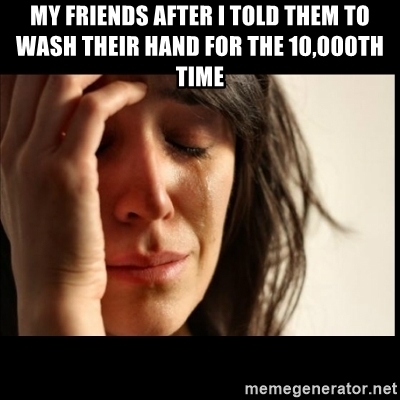 MY FRIENDS AFTER I TOLD THEM TO
WASH THEIR HAND FOR THE 10,000TH
TIME
memegenerator.net